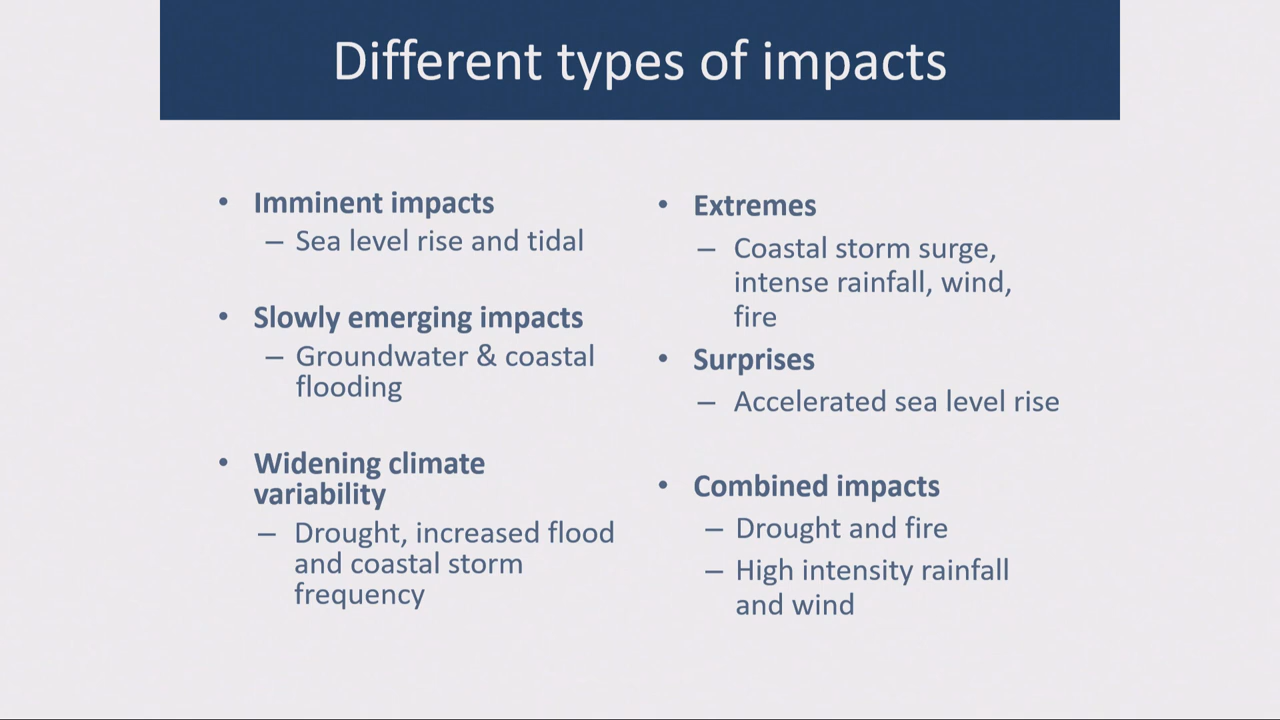 Different types of impacts
• Imminent impacts
– Sea level rise and tidal
• Slowly emerging impacts
– Groundwater & coastal
flooding
• Widening climate
variability
– Drought, increased flood
and coastal storm
frequency
• Extremes
– Coastal storm surge,
intense rainfall, wind,
fire
• Surprises
– Accelerated sea level rise
• Combined impacts
– Drought and fire
– High intensity rainfall
and wind